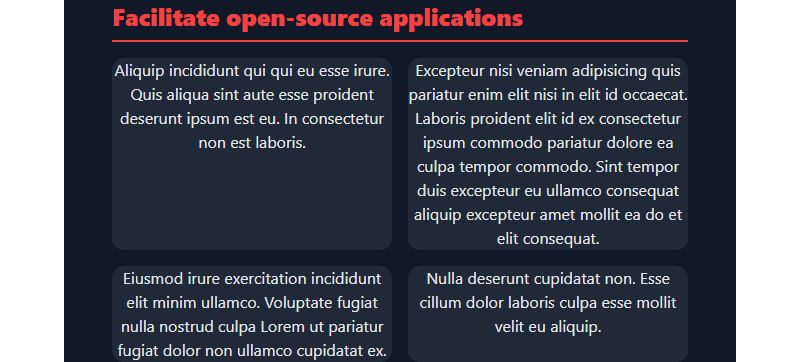 Facilitate open-source applications
Aliquip incididunt qui qui eu esse irure.
Quis aliqua sint aute esse proident
deserunt ipsum est eu. In consectetur
non est laboris.
Excepteur nisi veniam adipisicing quis
pariatur enim elit nisi in elit id occaecat.
Laboris proident elit id ex consectetur
ipsum commodo pariatur dolore ea
culpa tempor commodo. Sint tempor
duis excepteur eu ullamco consequat
aliquip excepteur amet mollit ea do et
elit consequat.
Eiusmod irure exercitation incididunt
elit minim ullamco. Voluptate fugiat
nulla nostrud culpa Lorem ut pariatur
fugiat dolor non ullamco cupidatat ex.
Nulla deserunt cupidatat non. Esse
cillum dolor laboris culpa esse mollit
velit eu aliquip.